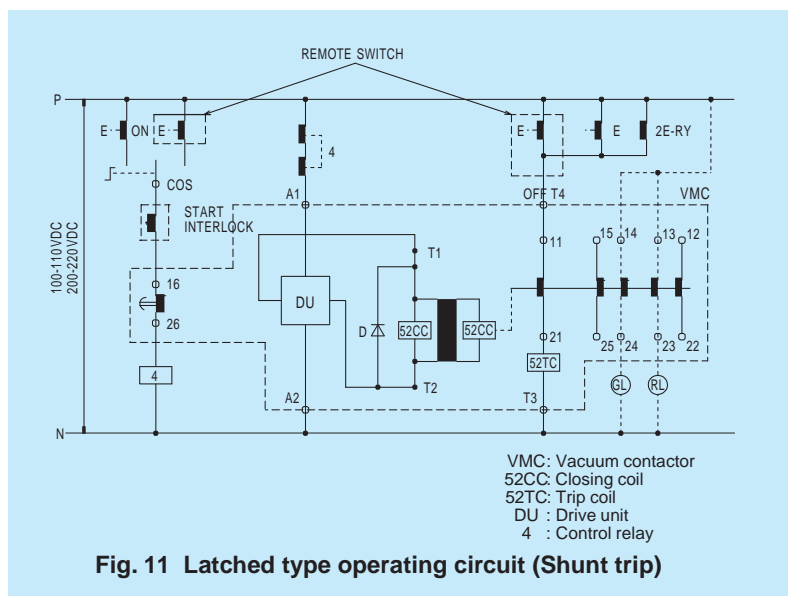 REMOTE SWITCH
P
E ON E
4
E
E
2E-RY
COS
A1
OFF T4
VMC
START
INTERLOCK
100-110VDC
200-220VDC
T1
11
15 14
13 12
16
DU
D
52CC
52CC
26
21
25 24
23 22
52TC
4
T2
GL
RL
A2
T3
N
VMC: Vacuum contactor
52CC: Closing coil
52TC: Trip coil
DU : Drive unit
4 : Control relay
Fig. 11 Latched type operating circuit (Shunt trip)